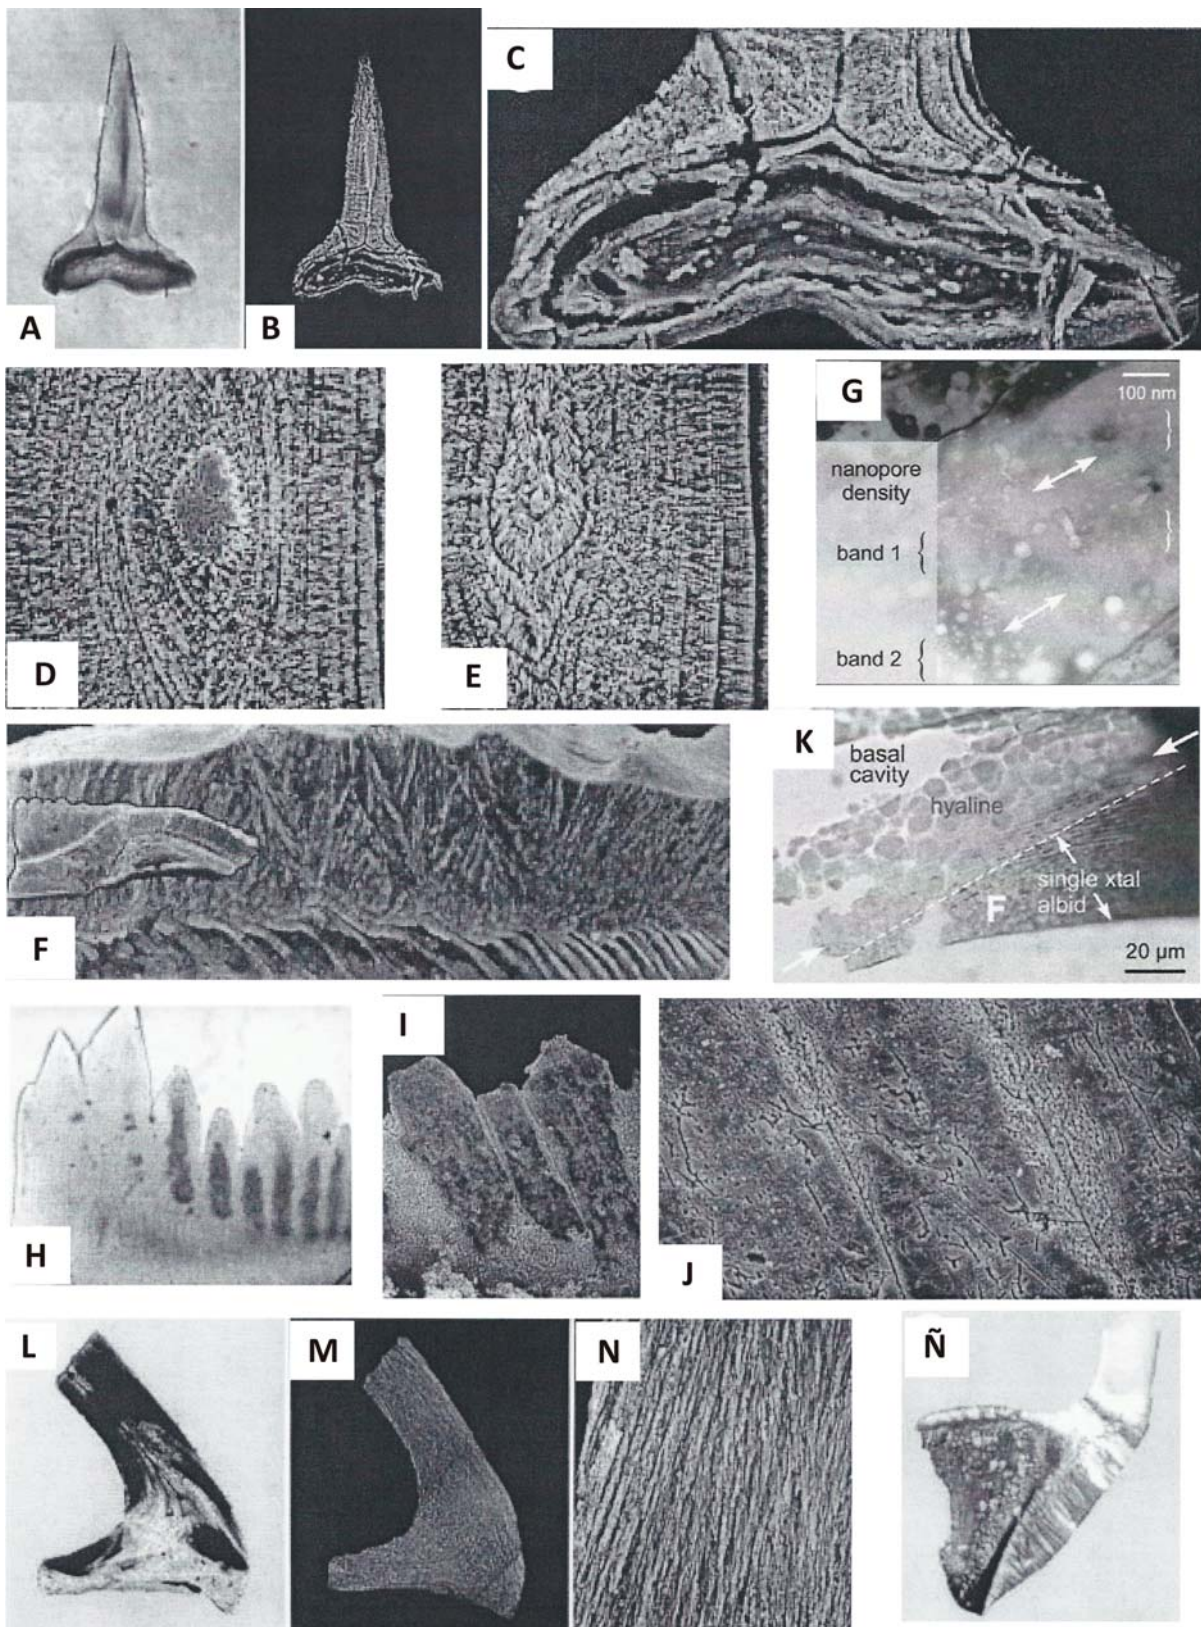 A
B
C
D
E
G
100 nm
nanopore
density
band 1
band 2
F
K
basal
cavity
hyaline
single xtal
albid
F
20 µm
H
I
J
L
M
N
Ñ